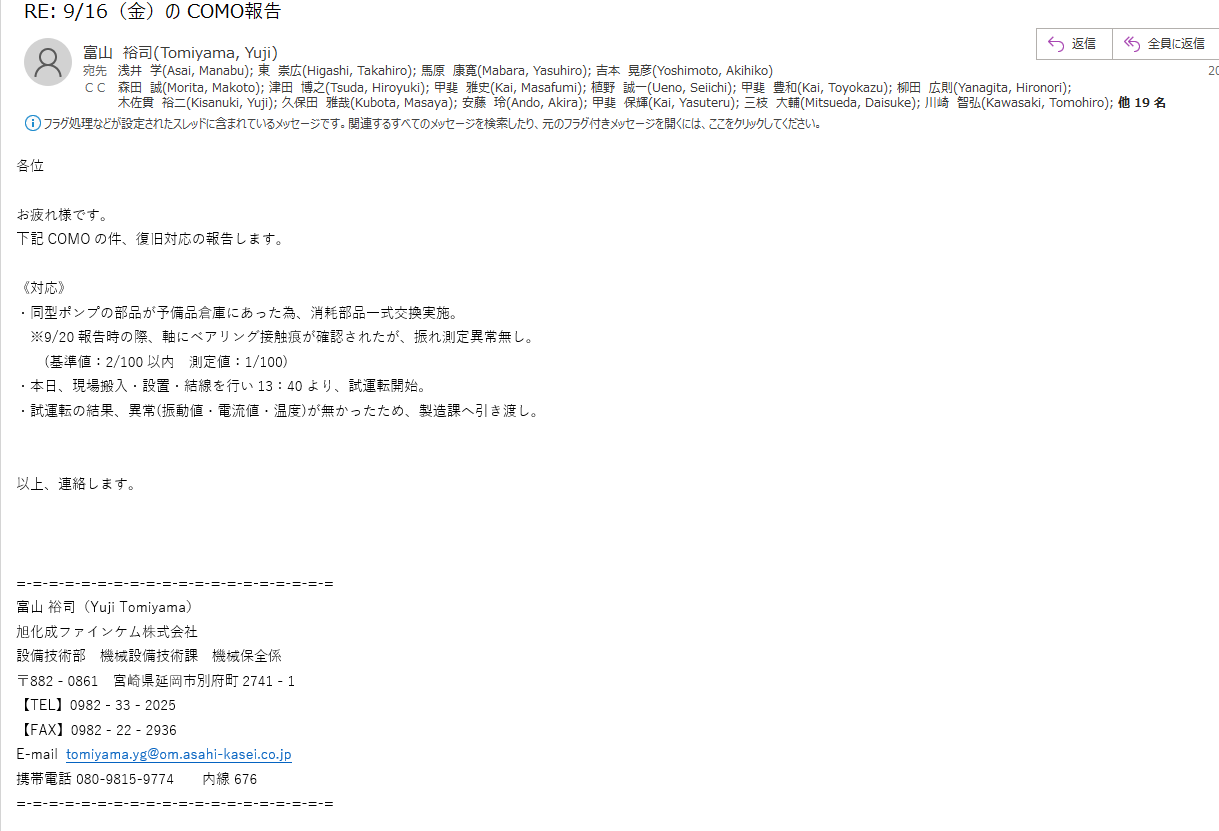 RE: 9/16（金）の COMO報告
返信
全員に返信
富山 裕司(Tomiyama, Yuji)
宛先 浅井 学(Asai, Manabu); 東 崇広(Higashi, Takahiro); 馬原 康寛(Mabara, Yasuhiro); 吉本 晃彦(Yoshimoto, Akihiko)
20
ＣＣ 森田 誠(Morita, Makoto); 津田 博之(Tsuda, Hiroyuki); 甲斐 雅史(Kai, Masafumi); 植野 誠一(Ueno, Seiichi); 甲斐 豊和(Kai, Toyokazu); 柳田 広則(Yanagita, Hironori);
木佐貫 裕二(Kisanuki, Yuji); 久保田 雅哉(Kubota, Masaya); 安藤 玲(Ando, Akira); 甲斐 保輝(Kai, Yasuteru); 三枝 大輔(Mitsueda, Daisuke); 川崎 智弘(Kawasaki, Tomohiro); 他 19 名
フラグ処理などが設定されたスレッドに含まれているメッセージです。関連するすべてのメッセージを検索したり、元のフラグ付きメッセージを開くには、ここをクリックしてください。
各位
お疲れ様です。
下記 COMO の件、復旧対応の報告します。
《対応》
・同型ポンプの部品が予備品倉庫にあった為、消耗部品一式交換実施。
※9/20 報告時の際、軸にベアリング接触痕が確認されたが、振れ測定異常無し。
(基準値：2/100 以内　測定値：1/100)
・本日、現場搬入・設置・結線を行い 13：40 より、試運転開始。
・試運転の結果、異常(振動値・電流値・温度)が無かったため、製造課へ引き渡し。
以上、連絡します。
=-=-=-=-=-=-=-=-=-=-=-=-=-=-=-=-=-=-=-=
富山 裕司（Yuji Tomiyama）
旭化成ファインケム株式会社
設備技術部　機械設備技術課　機械保全係
〒882 - 0861　宮崎県延岡市別府町 2741 - 1
【TEL】0982 - 33 - 2025
【FAX】0982 - 22 - 2936
E-mail tomiyama.yg@om.asahi-kasei.co.jp
携帯電話 080-9815-9774　　内線 676
=-=-=-=-=-=-=-=-=-=-=-=-=-=-=-=-=-=-=-=